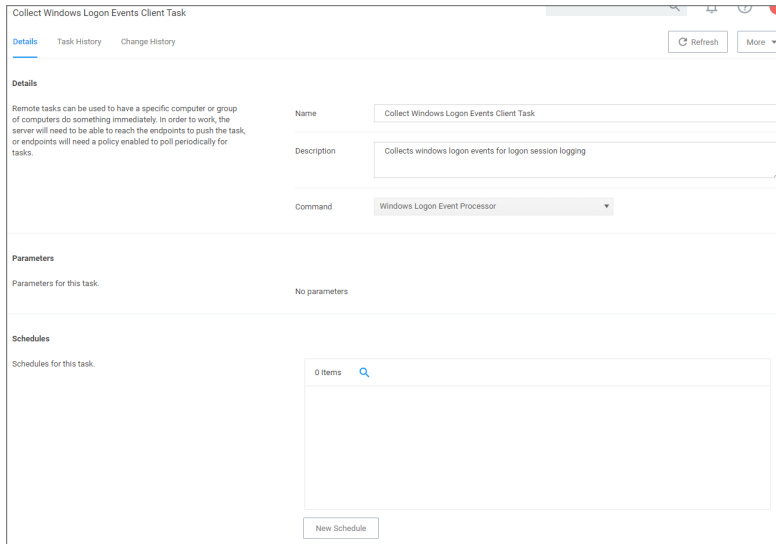 Collect Windows Logon Events Client Task
Details Task History Change History Refresh More
Details
Remote tasks can be used to have a specific computer or group
of computers do something immediately. In order to work, the
server will need to be able to reach the endpoints to push the task,
or endpoints will need a policy enabled to poll periodically for
tasks.
Name Collect Windows Logon Events Client Task
Description Collects windows logon events for logon session logging
Command Windows Logon Event Processor
Parameters
Parameters for this task.
No parameters
Schedules
Schedules for this task.
0 Items
New Schedule